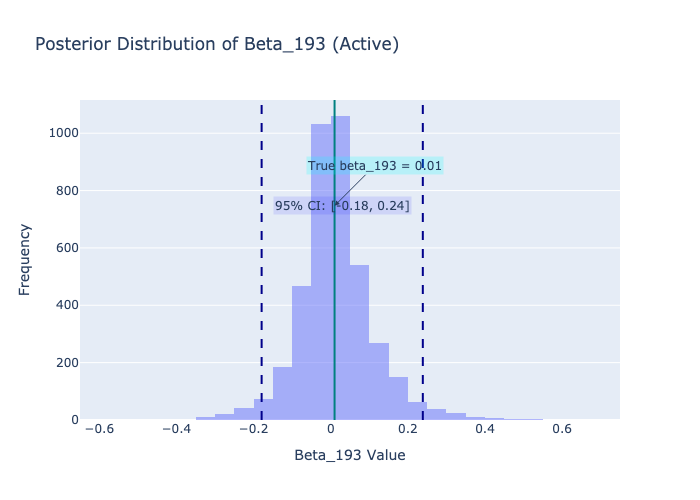 Posterior Distribution of Beta_193 (Active)
1000
800
600
400
200
0
Frequency
True beta_193 = 0.01
95% CI: [-0.18, 0.24]
−0.6
−0.4
−0.2
0
0.2
0.4
0.6
Beta_193 Value